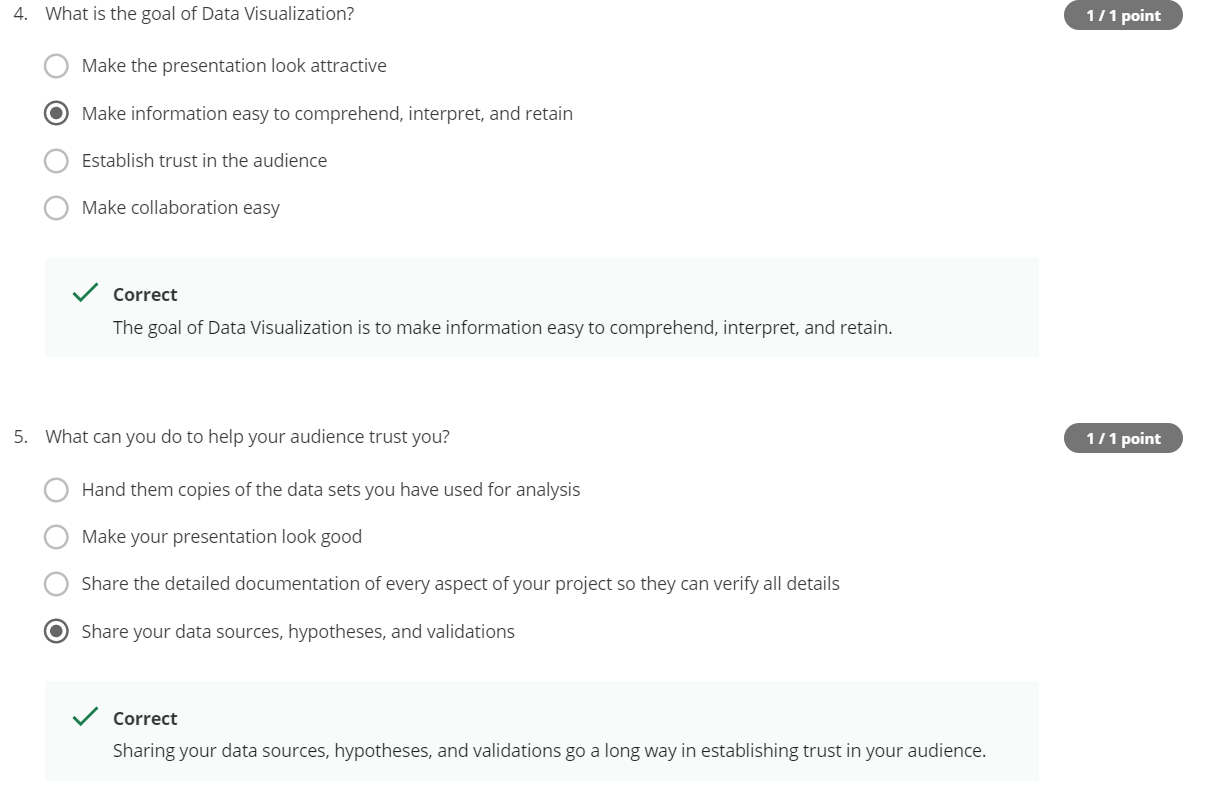 4. What is the goal of Data Visualization?
1 / 1 point
Make the presentation look attractive
Make information easy to comprehend, interpret, and retain
Establish trust in the audience
Make collaboration easy
Correct
The goal of Data Visualization is to make information easy to comprehend, interpret, and retain.
5. What can you do to help your audience trust you?
1 / 1 point
Hand them copies of the data sets you have used for analysis
Make your presentation look good
Share the detailed documentation of every aspect of your project so they can verify all details
Share your data sources, hypotheses, and validations
Correct
Sharing your data sources, hypotheses, and validations go a long way in establishing trust in your audience.